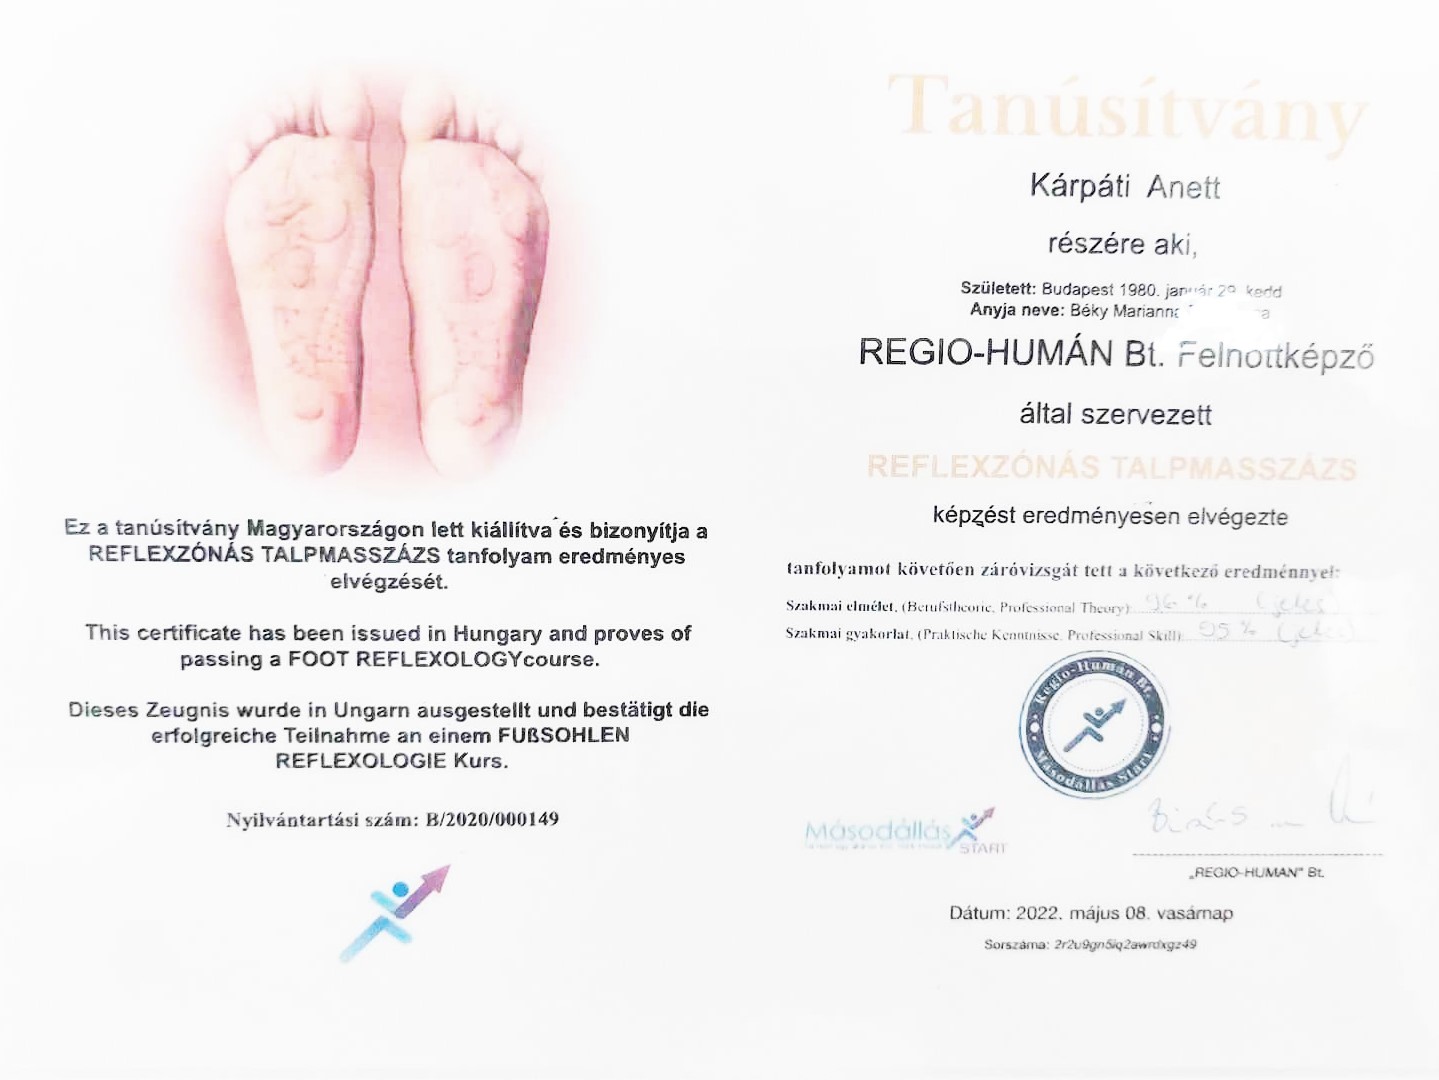 Ez a tanúsítvány Magyarországon lett kiállítva és bizonyítja a
REFLEXZÓNÁS TALPMASSZÁZS tanfolyam eredményes
elvégzését.
This certificate has been issued in Hungary and proves of
passing a FOOT REFLEXOLOGYcourse.
Dieses Zeugnis wurde in Ungarn ausgestellt und bestätigt die
erfolgreiche Teilnahme an einem FUßSOHLEN
REFLEXOLOGIE Kurs.
Nyilvántartási szám: B/2020/000149
Tanúsítvány
Kárpáti Anett
részére aki,
Született: Budapest 1980. január 29. kedd
Anyja neve: Béky Marianna
REGIO-HUMÁN Bt. Felnottképző
által szervezett
REFLEXZÓNÁS TALPMASSZÁZS
képzést eredményesen elvégezte
tanfolyamot követően záróvizsgát tett a következő eredménnyel:
Szakmai elmélet, (Berufstheorie, Professional Theory): 96 % (jeles)
Szakmai gyakorlat, (Praktische Kenntnisse, Professional Skill) 95 % (jeles)
Regio-Humán Bt.
Másodállás Start
Másodállás
START
„REGIO-HUMAN" Bt.
Dátum: 2022. május 08. vasárnap
Sorszáma: 2r2u9gn5iq2awrdxgz49